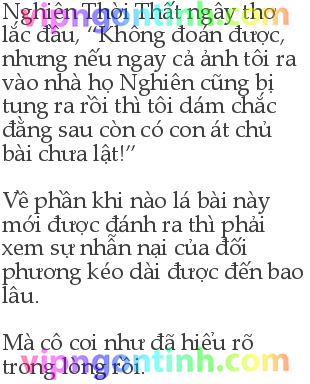 Nghiên Thời Thất ngây thơ
lắc đầu, “Không đoán được,
nhưng nếu ngay cả ảnh tôi ra
vào nhà họ Nghiên cũng bị
tung ra rồi thì tôi dám chắc
đằng sau còn có con át chủ
bài chưa lật!”
Về phần khi nào lá bài này
mới được đánh ra thì phải
xem sự nhẫn nại của đối
phương kéo dài được đến bao
lâu.
Mà cô coi như đã hiểu rõ
vipngontinh.com
trong lòng rồi.